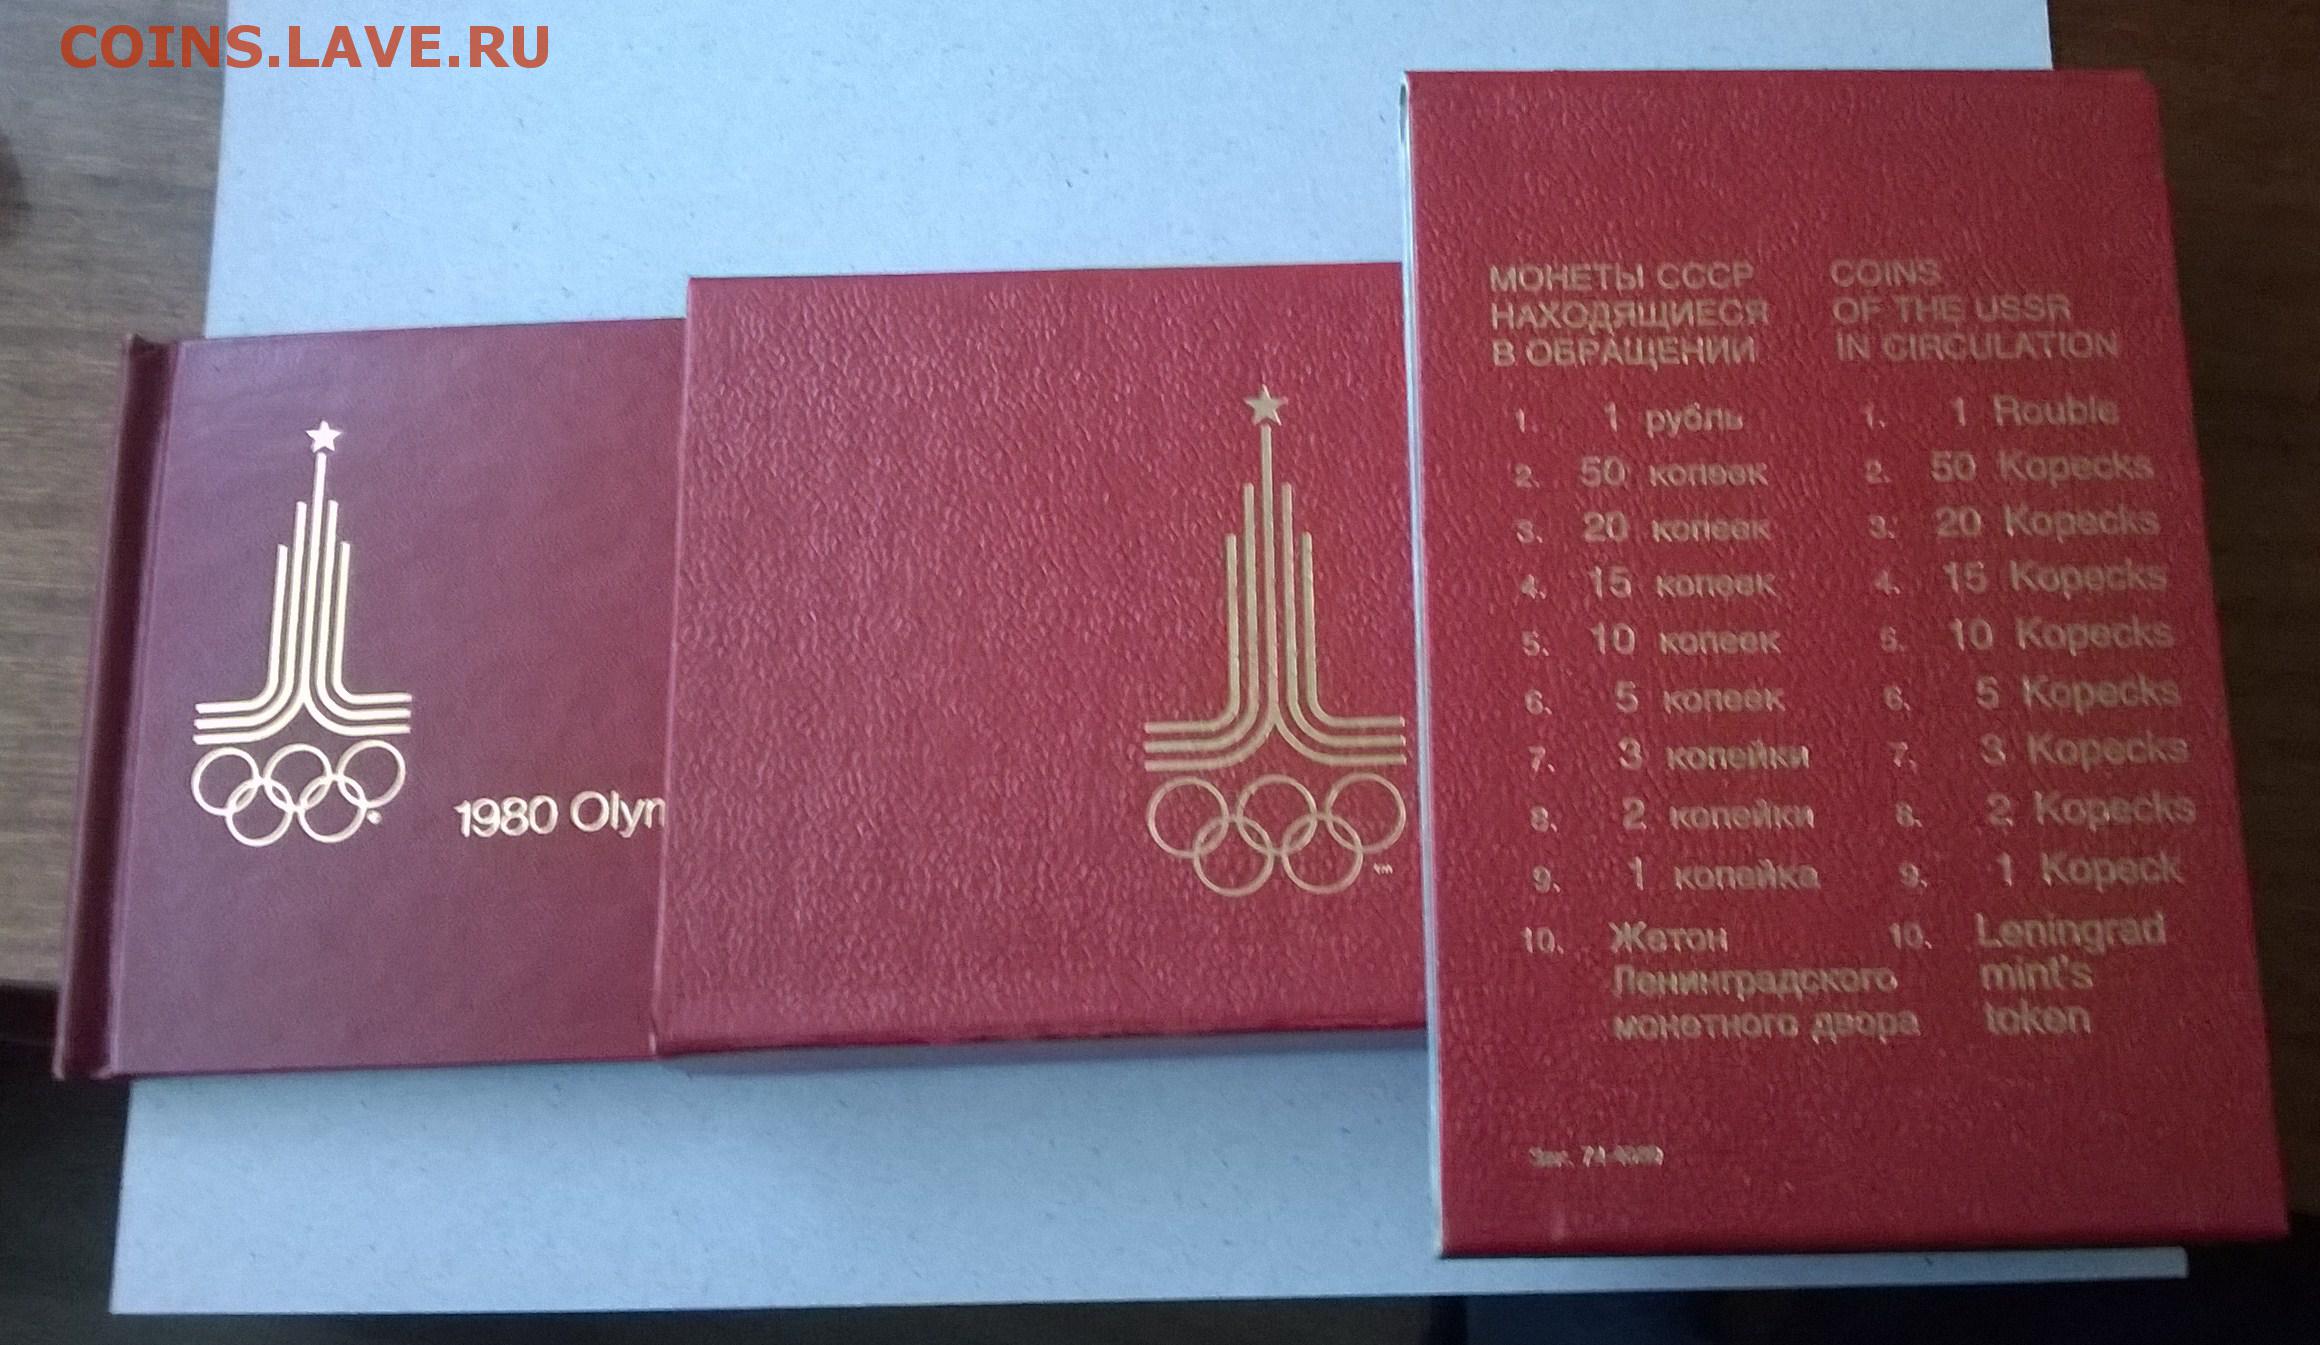 COINS.LAVE.RU
1980 Olym
МОНЕТЫ СССР
НАХОДЯЩИЕСЯ
В ОБРАЩЕНИИ
1. 1 рубль
2. 50 копеек
3. 20 копеек
4. 15 копеек
5. 10 копеек
6. 5 копеек
7. 3 копейки
8. 2 копейки
9. 1 копейка
10. Жетон
Ленинградского
монетного двора
COINS
OF THE USSR
IN CIRCULATION
1. 1 Rouble
2. 50 Kopecks
3. 20 Kopecks
4. 15 Kopecks
5. 10 Kopecks
6. 5 Kopecks
7. 3 Kopecks
8. 2 Kopecks
9. 1 Kopeck
10. Leningrad
mint's
token
Зак.